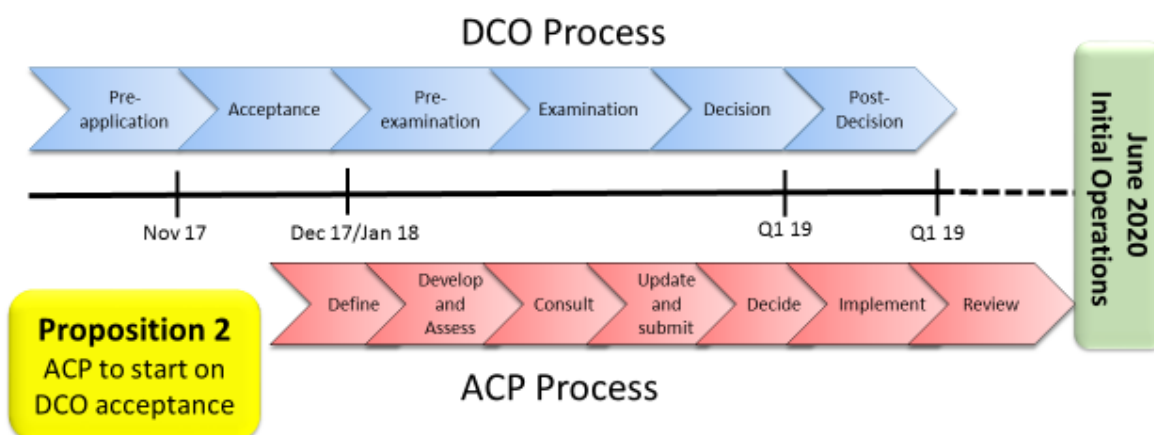 DCO Process
Pre-
application
Acceptance
Pre-
examination
Examination
Decision
Post-
Decision
Nov 17
Dec 17/Jan 18
Q1 19
Q1 19
June 2020
Initial Operations
Define
Develop
and
Assess
Consult
Update
and
submit
Decide
Implement
Review
Proposition 2
ACP to start on
DCO acceptance
ACP Process